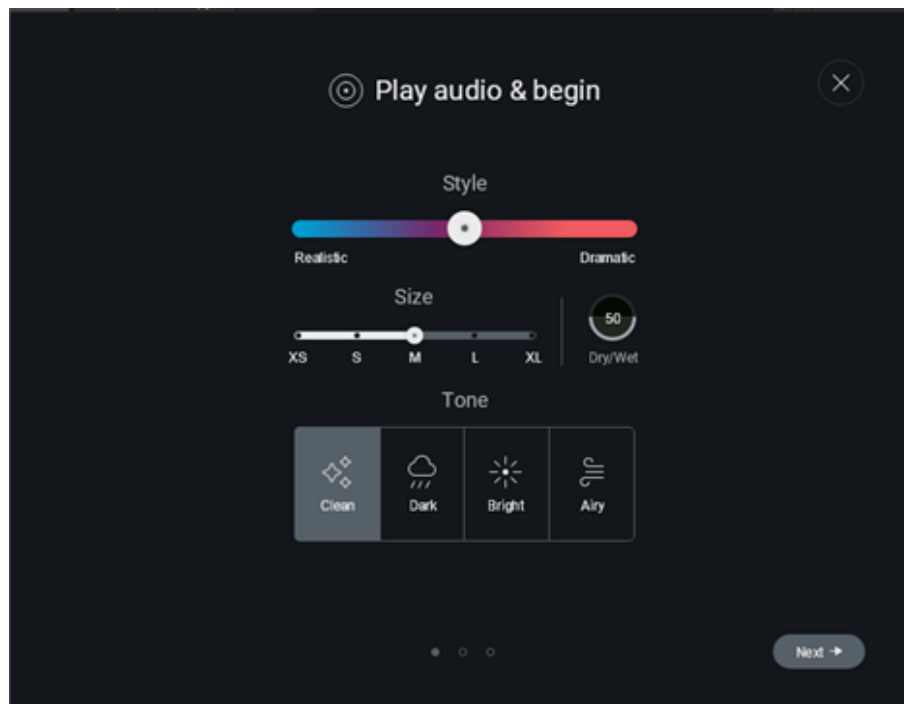 Play audio & begin
Style
Realistic Dramatic
Size
50
XS S M L XL Dry/Wet
Tone
Clean Dark Bright Airy
Next